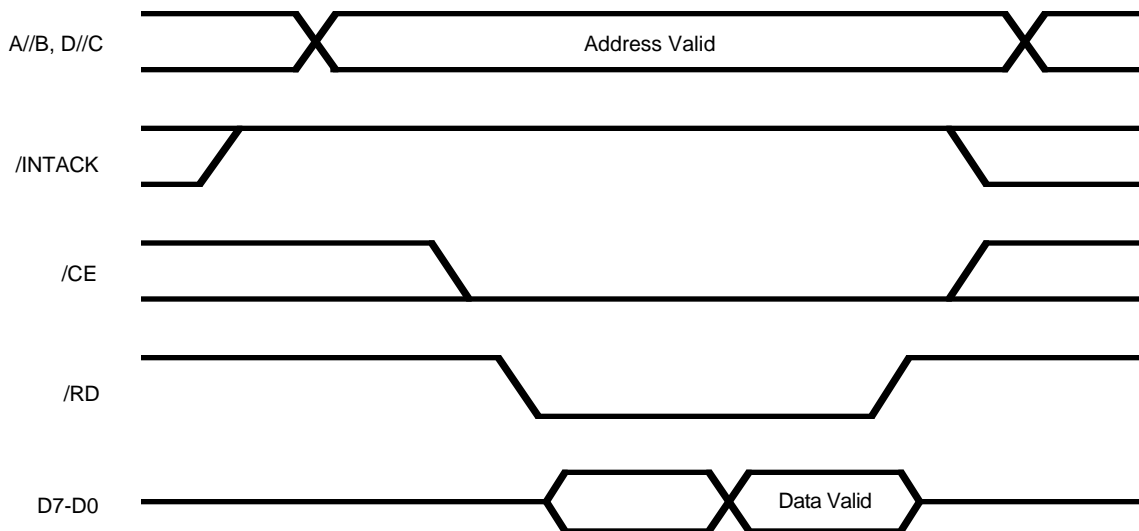 A//B, D//C
Address Valid
/INTACK
/CE
/RD
D7-D0
Data Valid